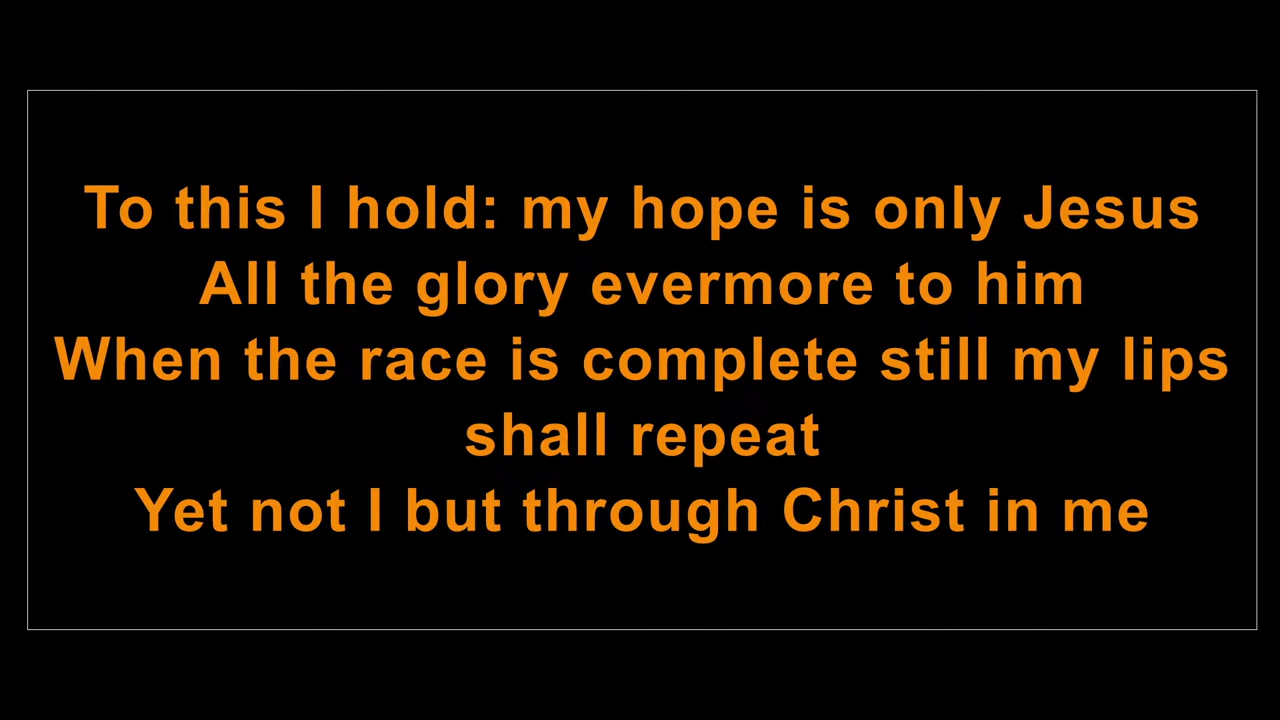 To this I hold: my hope is only Jesus
All the glory evermore to him
When the race is complete still my lips
shall repeat
Yet not I but through Christ in me